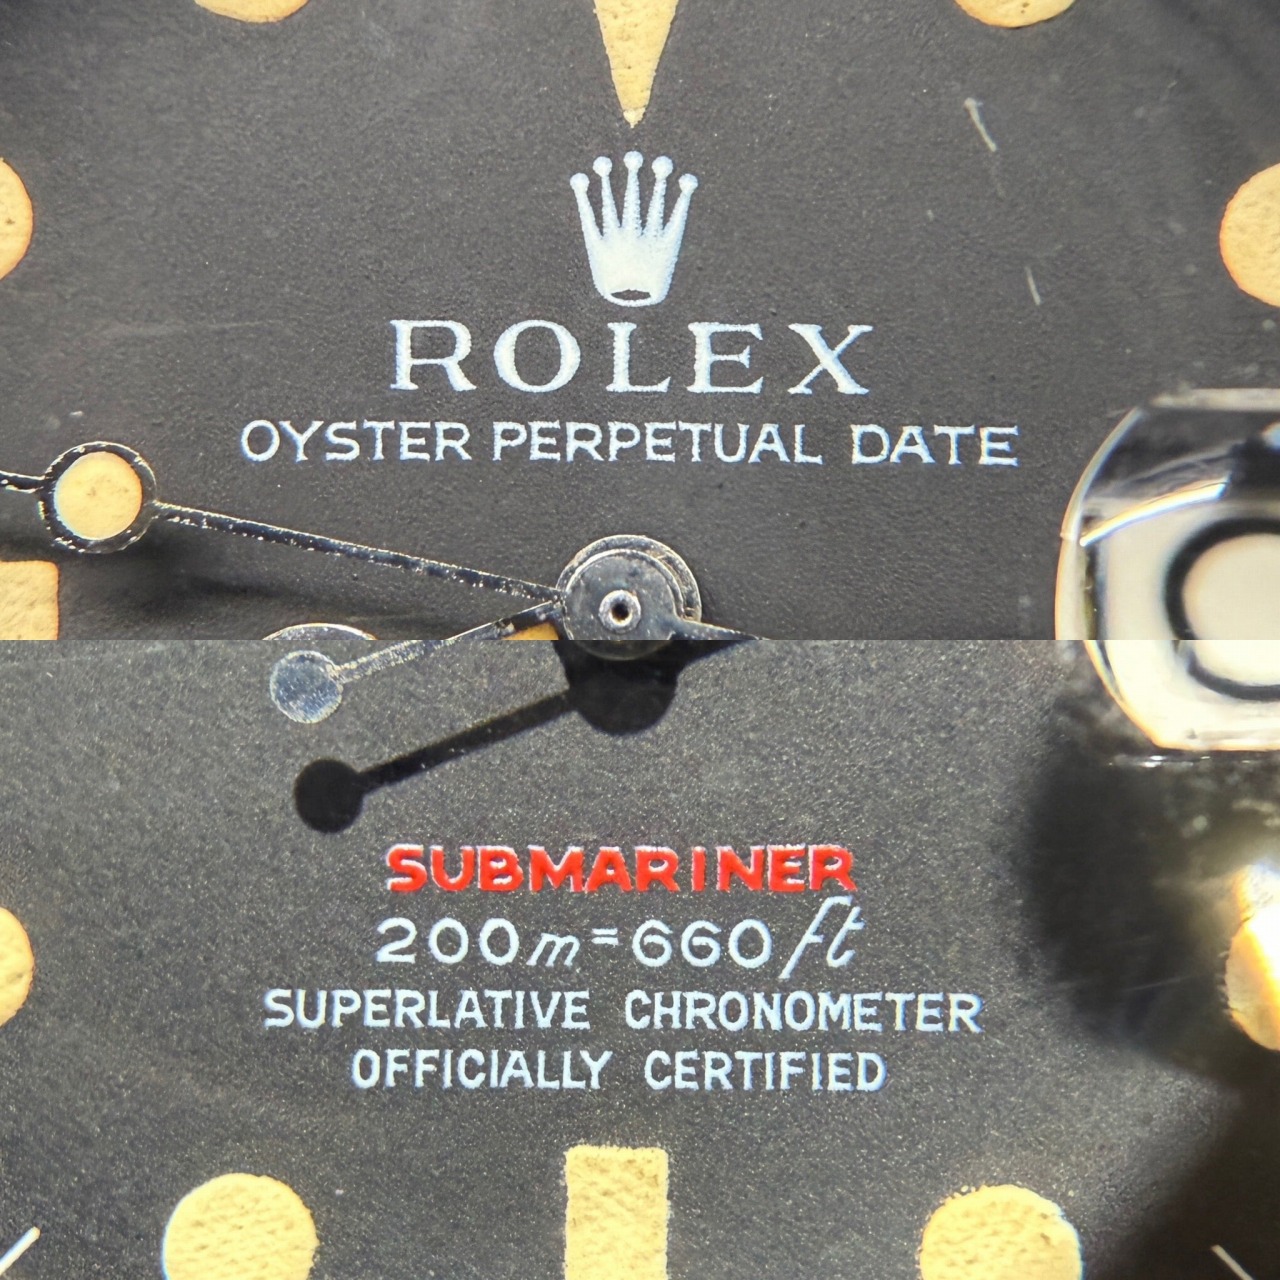 ROLEX
OYSTER PERPETUAL DATE
SUBMARINER
200m=660ft
SUPERLATIVE CHRONOMETER
OFFICIALLY CERTIFIED